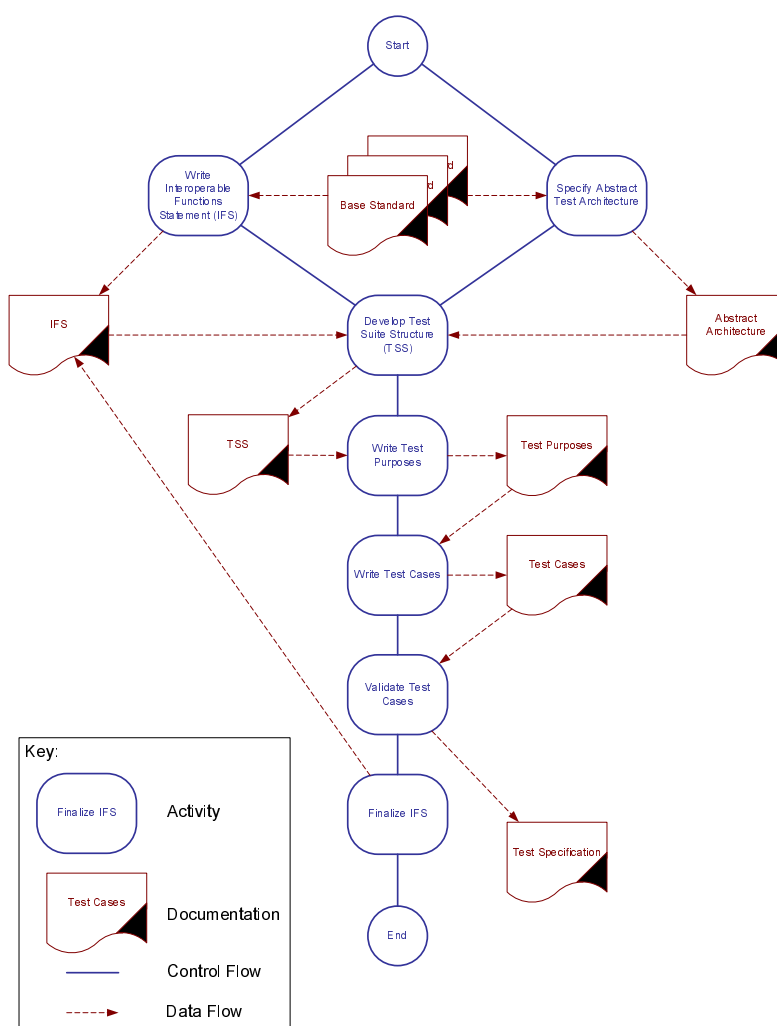 Start
Write
Interoperable
Functions
Statement (IFS)
d
d
Base Standard
Specify Abstract
Test Architecture
IFS
Develop Test
Suite Structure
(TSS)
Abstract
Architecture
TSS
Write Test
Purposes
Test Purposes
Write Test Cases
Test Cases
Validate Test
Cases
Key:
Finalize IFS
Activity
Finalize IFS
Test Specification
Test Cases
Documentation
End
Control Flow
Data Flow